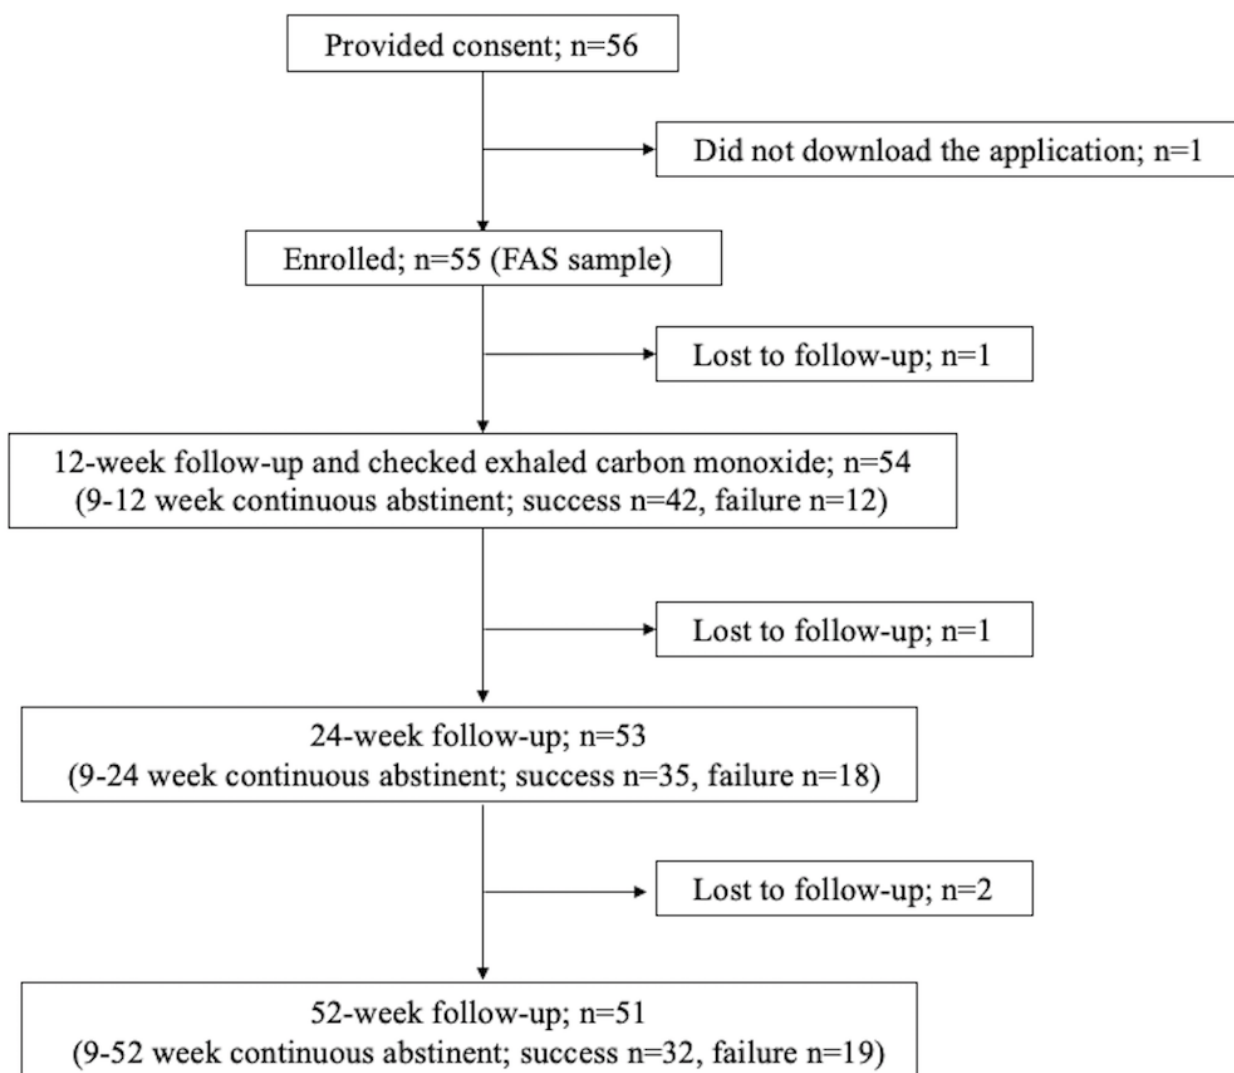 Provided consent; n=56
Did not download the application; n=1
Enrolled; n=55 (FAS sample)
Lost to follow-up; n=1
12-week follow-up and checked exhaled carbon monoxide; n=54
(9-12 week continuous abstinent; success n=42, failure n=12)
Lost to follow-up; n=1
24-week follow-up; n=53
(9-24 week continuous abstinent; success n=35, failure n=18)
Lost to follow-up; n=2
52-week follow-up; n=51
(9-52 week continuous abstinent; success n=32, failure n=19)